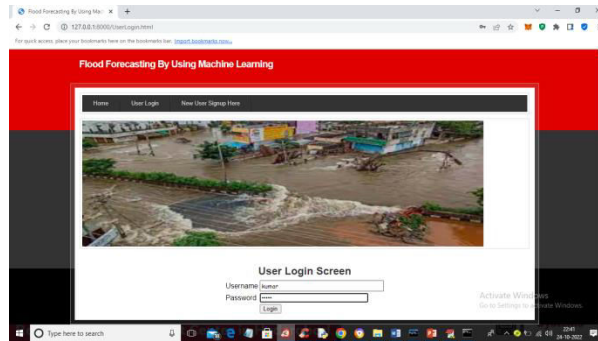 Flood Forecasting By Using Mac
127.0.0.1:8000/UserLogin.html
For quick access, place your bookmarks here on the bookmarks bar. Import bookmarks now...
Flood Forecasting By Using Machine Learning
Home User Login New User Signup Here
User Login Screen
Username kumar
Password •••••
Login
Activate Windows
Go to Settings to activate Windows.
Type here to search
22:41
24-10-2022